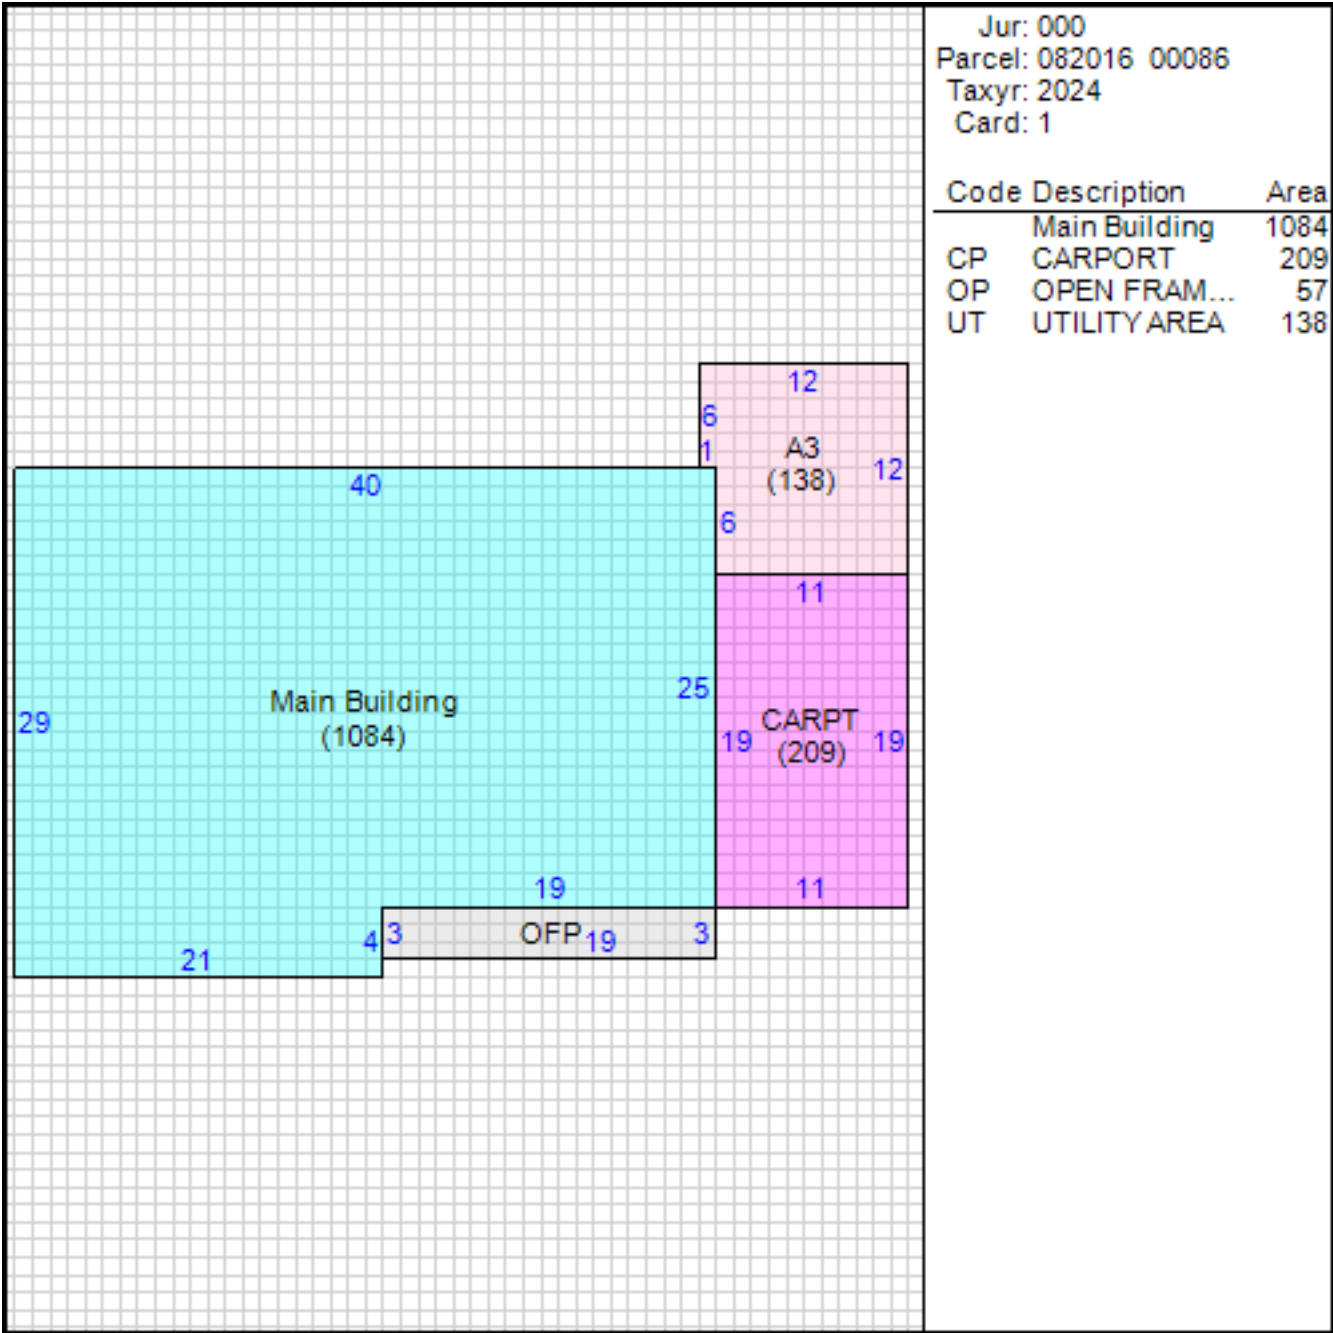 Jur: 000
Parcel: 082016 00086
Taxyr: 2024
Card: 1
Code Description Area
Main Building 1084
CP CARPORT 209
OP OPEN FRAM... 57
UT UTILITY AREA 138
12
6
1
A3
(138)
12
40
6
11
29
Main Building
(1084)
25
CARPT
(209)
19
19
19
11
21
4
3
OFP
19
3